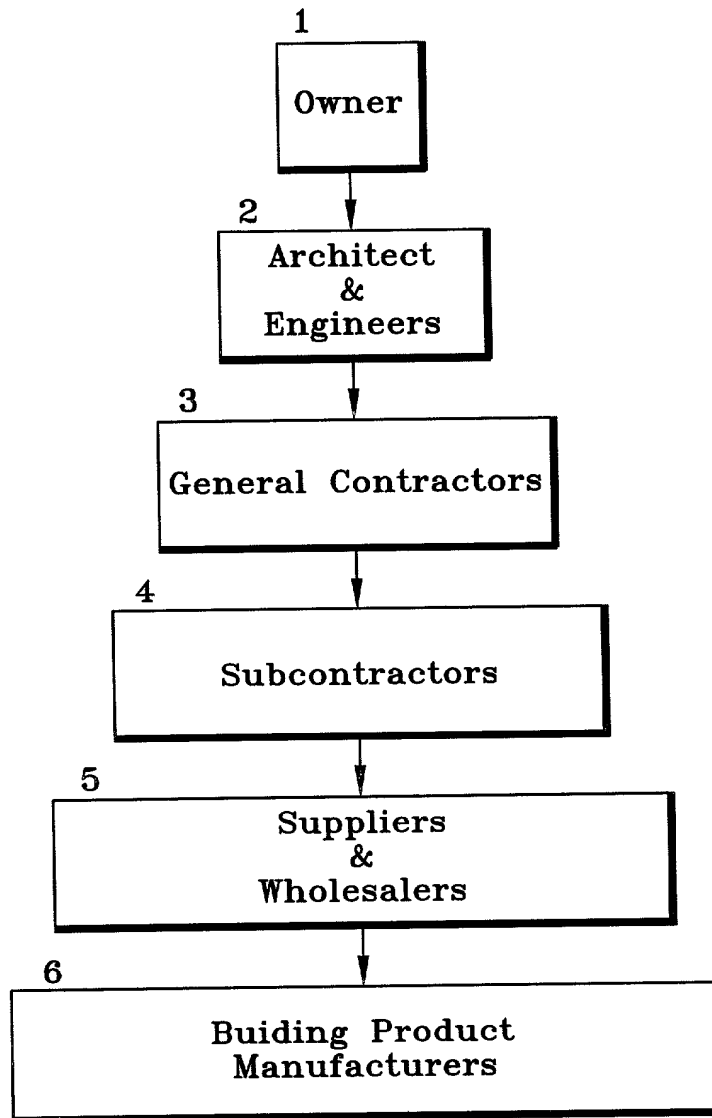 1
Owner
2
Architect
&
Engineers
3
General Contractors
4
Subcontractors
5
Suppliers
&
Wholesalers
6
Buiding Product
Manufacturers